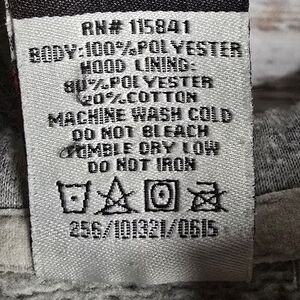 RN# 115841
BODY:100%POLYESTER
HOOD LINING:
80%POLYESTER
20%COTTON
MACHINE WASH COLD
DO NOT BLEACH
TUMBLE DRY LOW
DO NOT IRON
256/101321/0615